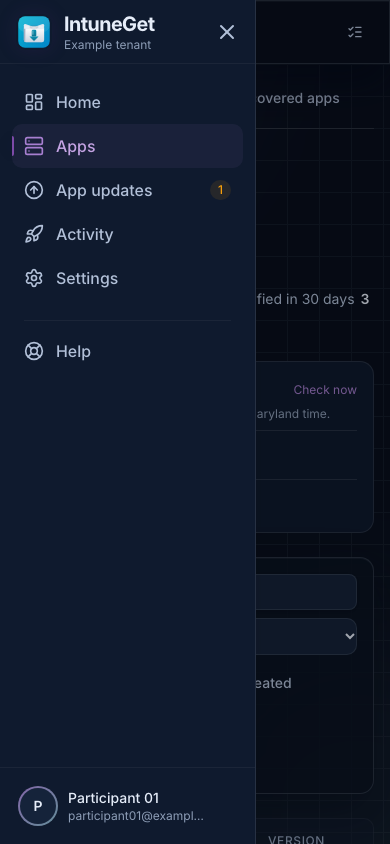 IntuneGet
Example tenant
Home
Apps
App updates 1
Activity
Settings
Help
overed apps
fied in 30 days 3
Check now
aryland time.
eated
VERSION
P
Participant 01
participant01@exampl...